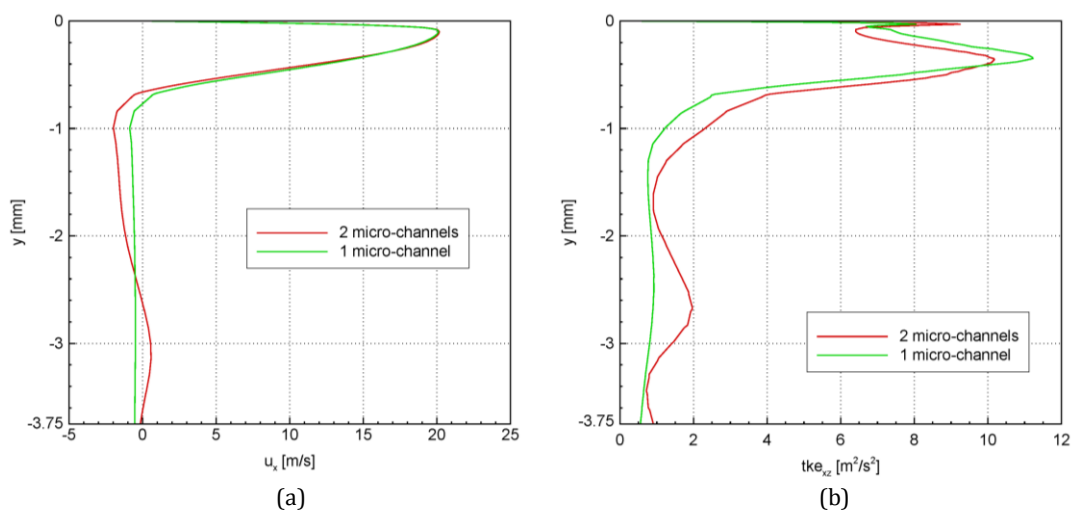 0
-1
-2
-3
-3.75
y [mm]
2 micro-channels
1 micro-channel
-5 0 5 10 15 20 25
uₓ [m/s]
(a)
0
-1
-2
-3
-3.75
y [mm]
2 micro-channels
1 micro-channel
0 2 4 6 8 10 12
tke_xz [m²/s²]
(b)